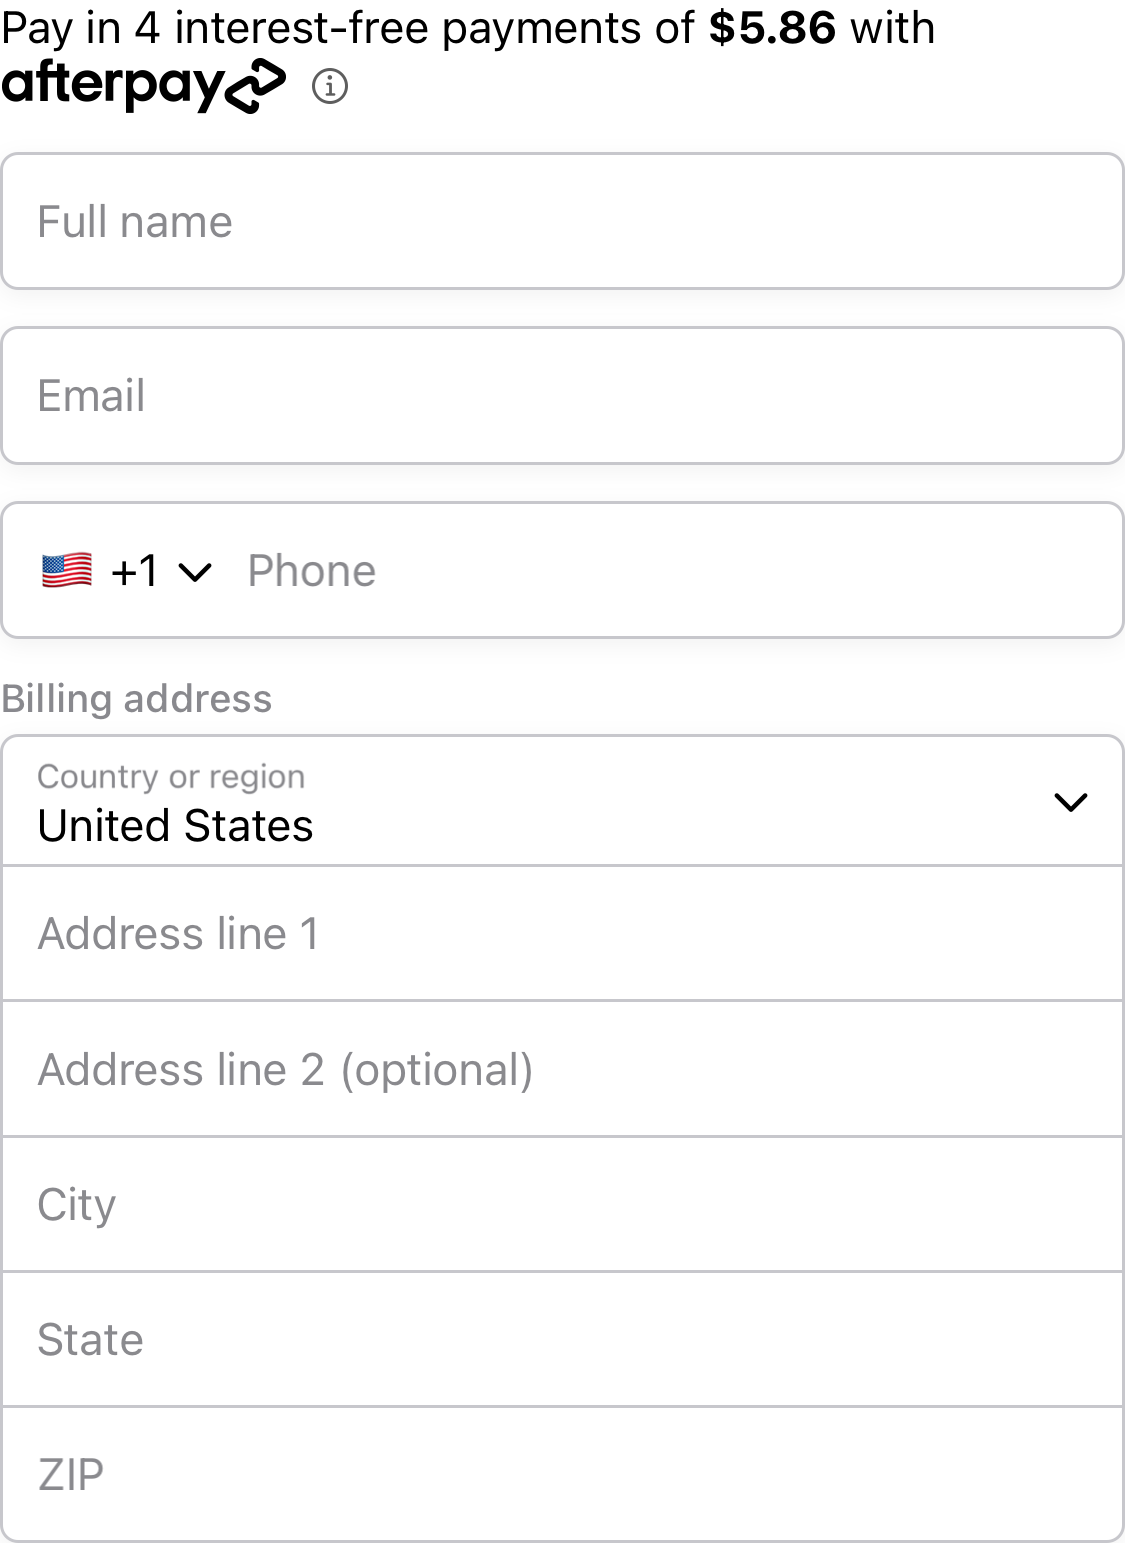 Pay in 4 interest-free payments of $5.86 with
afterpay
Full name
Email
+1 Phone
Billing address
Country or region
United States
Address line 1
Address line 2 (optional)
City
State
ZIP